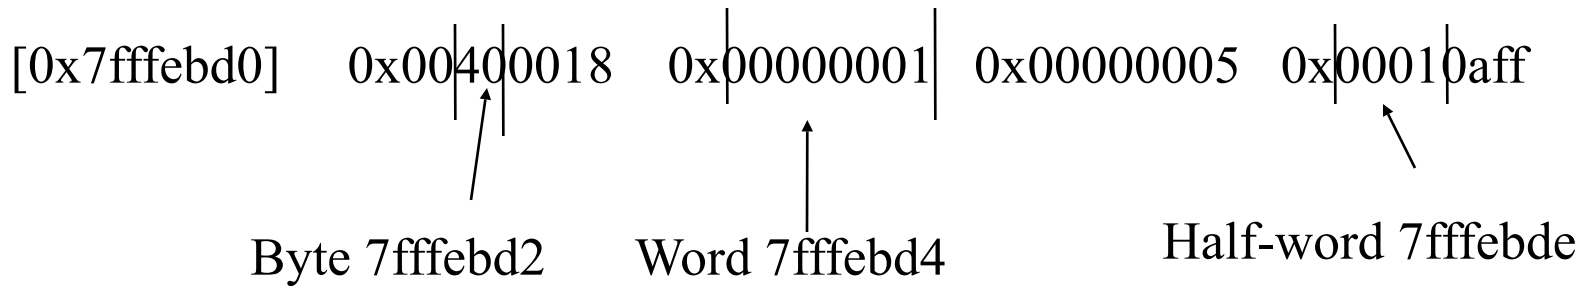 [0x7fffebd0] 0x00400018 0x00000001 0x00000005 0x00010aff
Byte 7fffebd2 Word 7fffebd4 Half-word 7fffebde